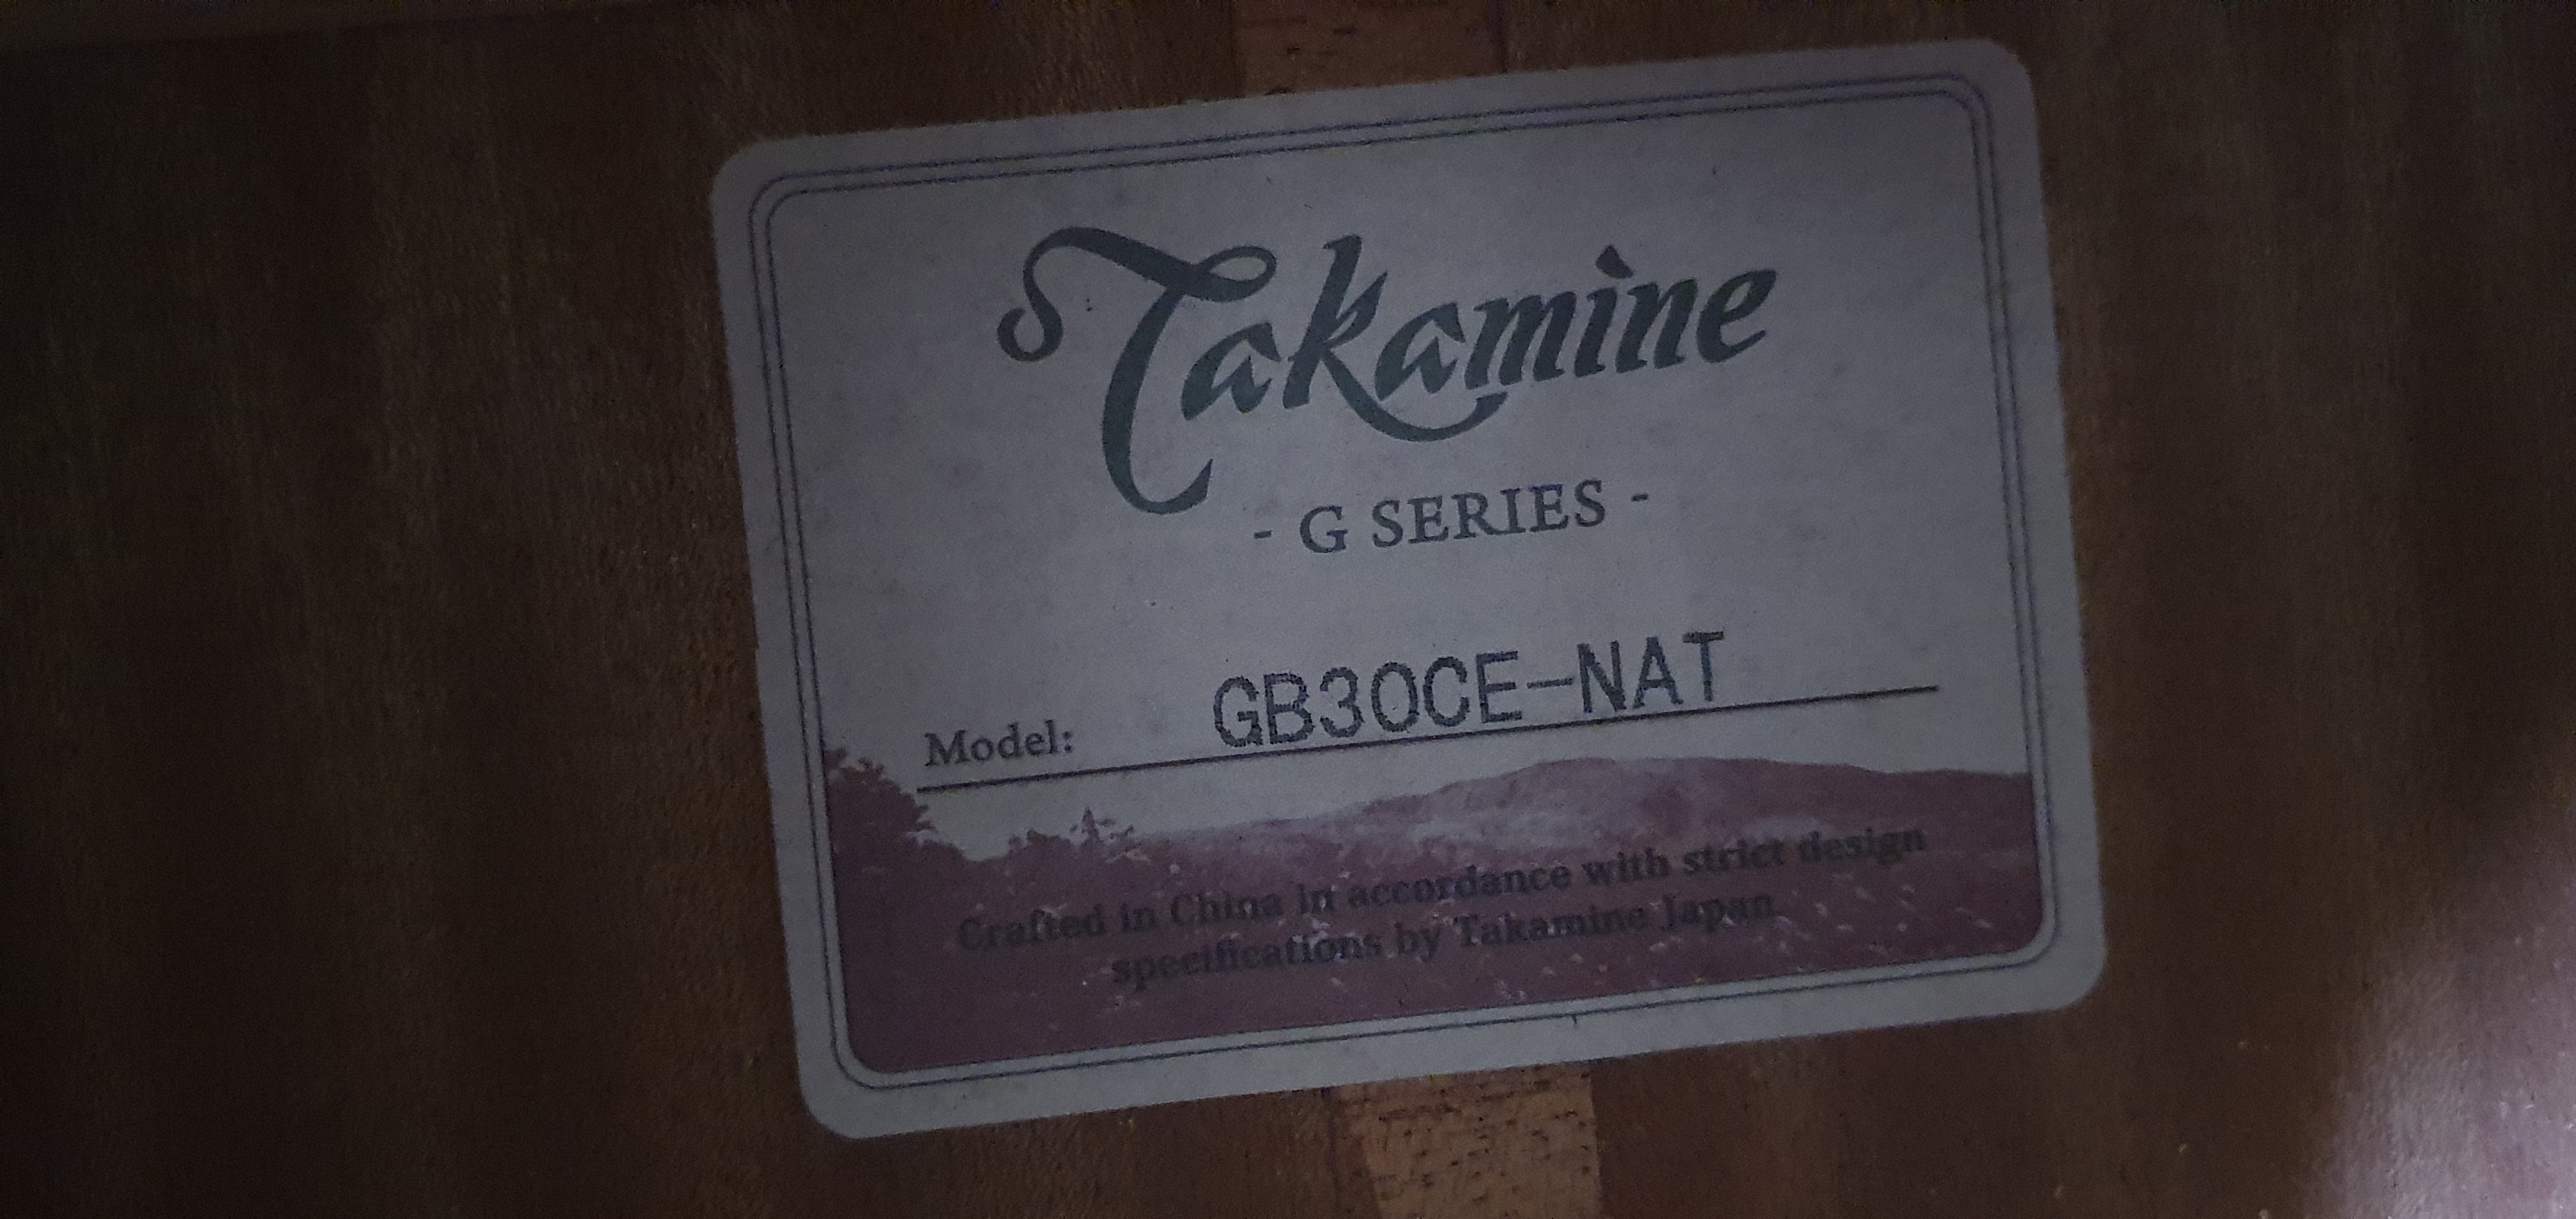 Takamine
- G SERIES -
Model: GB30CE-NAT
Crafted in China in accordance with strict design
specifications by Takamine Japan